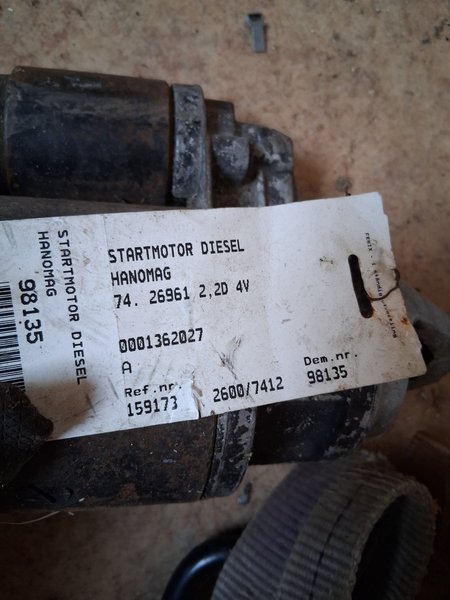 STARTMOTOR DIESEL
HANOMAG
74. 26961 2,2D 4V
0001362027
A
Ref.nr.
159173
2600/7412
Dem.nr.
98135
STARTMOTOR DIESEL
HANOMAG
98135